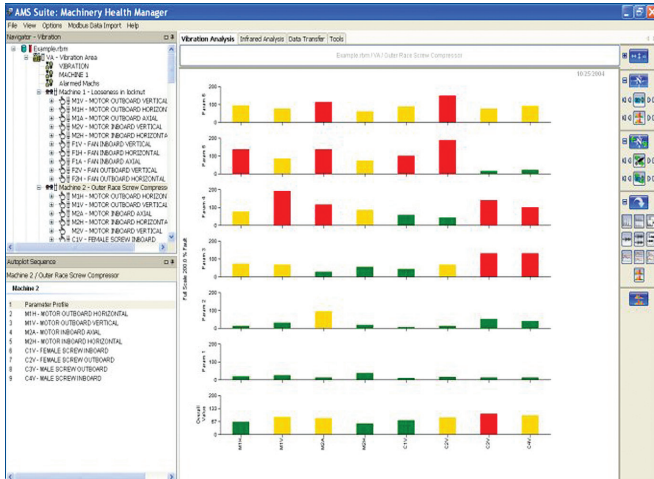 AMS Suite: Machinery Health Manager
File View Options Modbus Data Import Help
Navigator - Vibration
Example.rbm
VA - Vibration Area
VIBRATION
MACHINE 1
Alarmed Machs
Machine 1 - Looseness in locknut
M1V - MOTOR OUTBOARD VERTICAL
M1H - MOTOR OUTBOARD HORIZON
M1A - MOTOR OUTBOARD AXIAL
M2V - MOTOR INBOARD VERTICAL
M2H - MOTOR INBOARD HORIZONTA
F1V - FAN INBOARD VERTICAL
F1H - FAN INBOARD HORIZONTAL
F1A - FAN INBOARD AXIAL
F2V - FAN OUTBOARD VERTICAL
F2H - FAN OUTBOARD HORIZONTAL
Machine 2 - Outer Race Screw Compress
M1H - MOTOR OUTBOARD HORIZON
M1V - MOTOR OUTBOARD VERTICAL
M2A - MOTOR INBOARD AXIAL
M2H - MOTOR INBOARD HORIZONTA
M2V - MOTOR INBOARD VERTICAL
C1V - FEMALE SCREW INBOARD
Autoplot Sequence
Machine 2 / Outer Race Screw Compressor
Machine 2
1 Parameter Profile
2 M1H - MOTOR OUTBOARD HORIZONTAL
3 M1V - MOTOR OUTBOARD VERTICAL
4 M2A - MOTOR INBOARD AXIAL
5 M2H - MOTOR INBOARD HORIZONTAL
6 C1V - FEMALE SCREW INBOARD
7 C2V - FEMALE SCREW OUTBOARD
8 C3V - MALE SCREW OUTBOARD
9 C4V - MALE SCREW INBOARD
Vibration Analysis Infrared Analysis Data Transfer Tools
Example.rbm / VA / Outer Race Screw Compressor
10/25/2004
Full Scale 200.0 % Fault
Param 6
Param 5
Param 4
Param 3
Param 2
Param 1
Overall Value
200
133
67
0
M1H
M1V
M2A
M2H
C1V
C2V
C3V
C4V